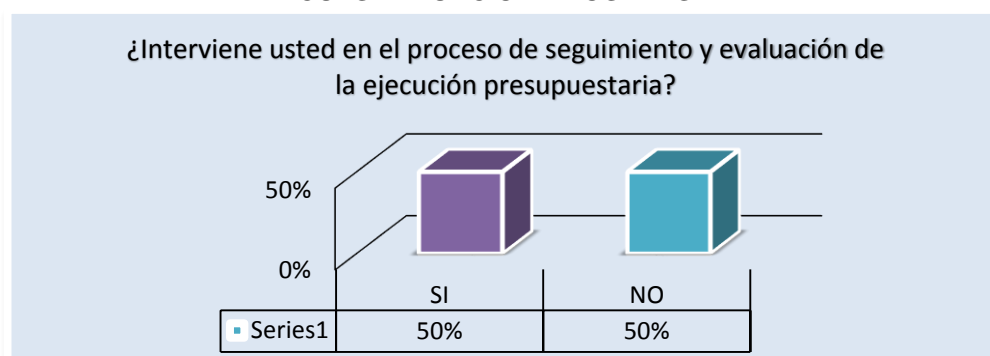 ¿Interviene usted en el proceso de seguimiento y evaluación de
la ejecución presupuestaria?
50%
0%
SI NO
Series1 50% 50%